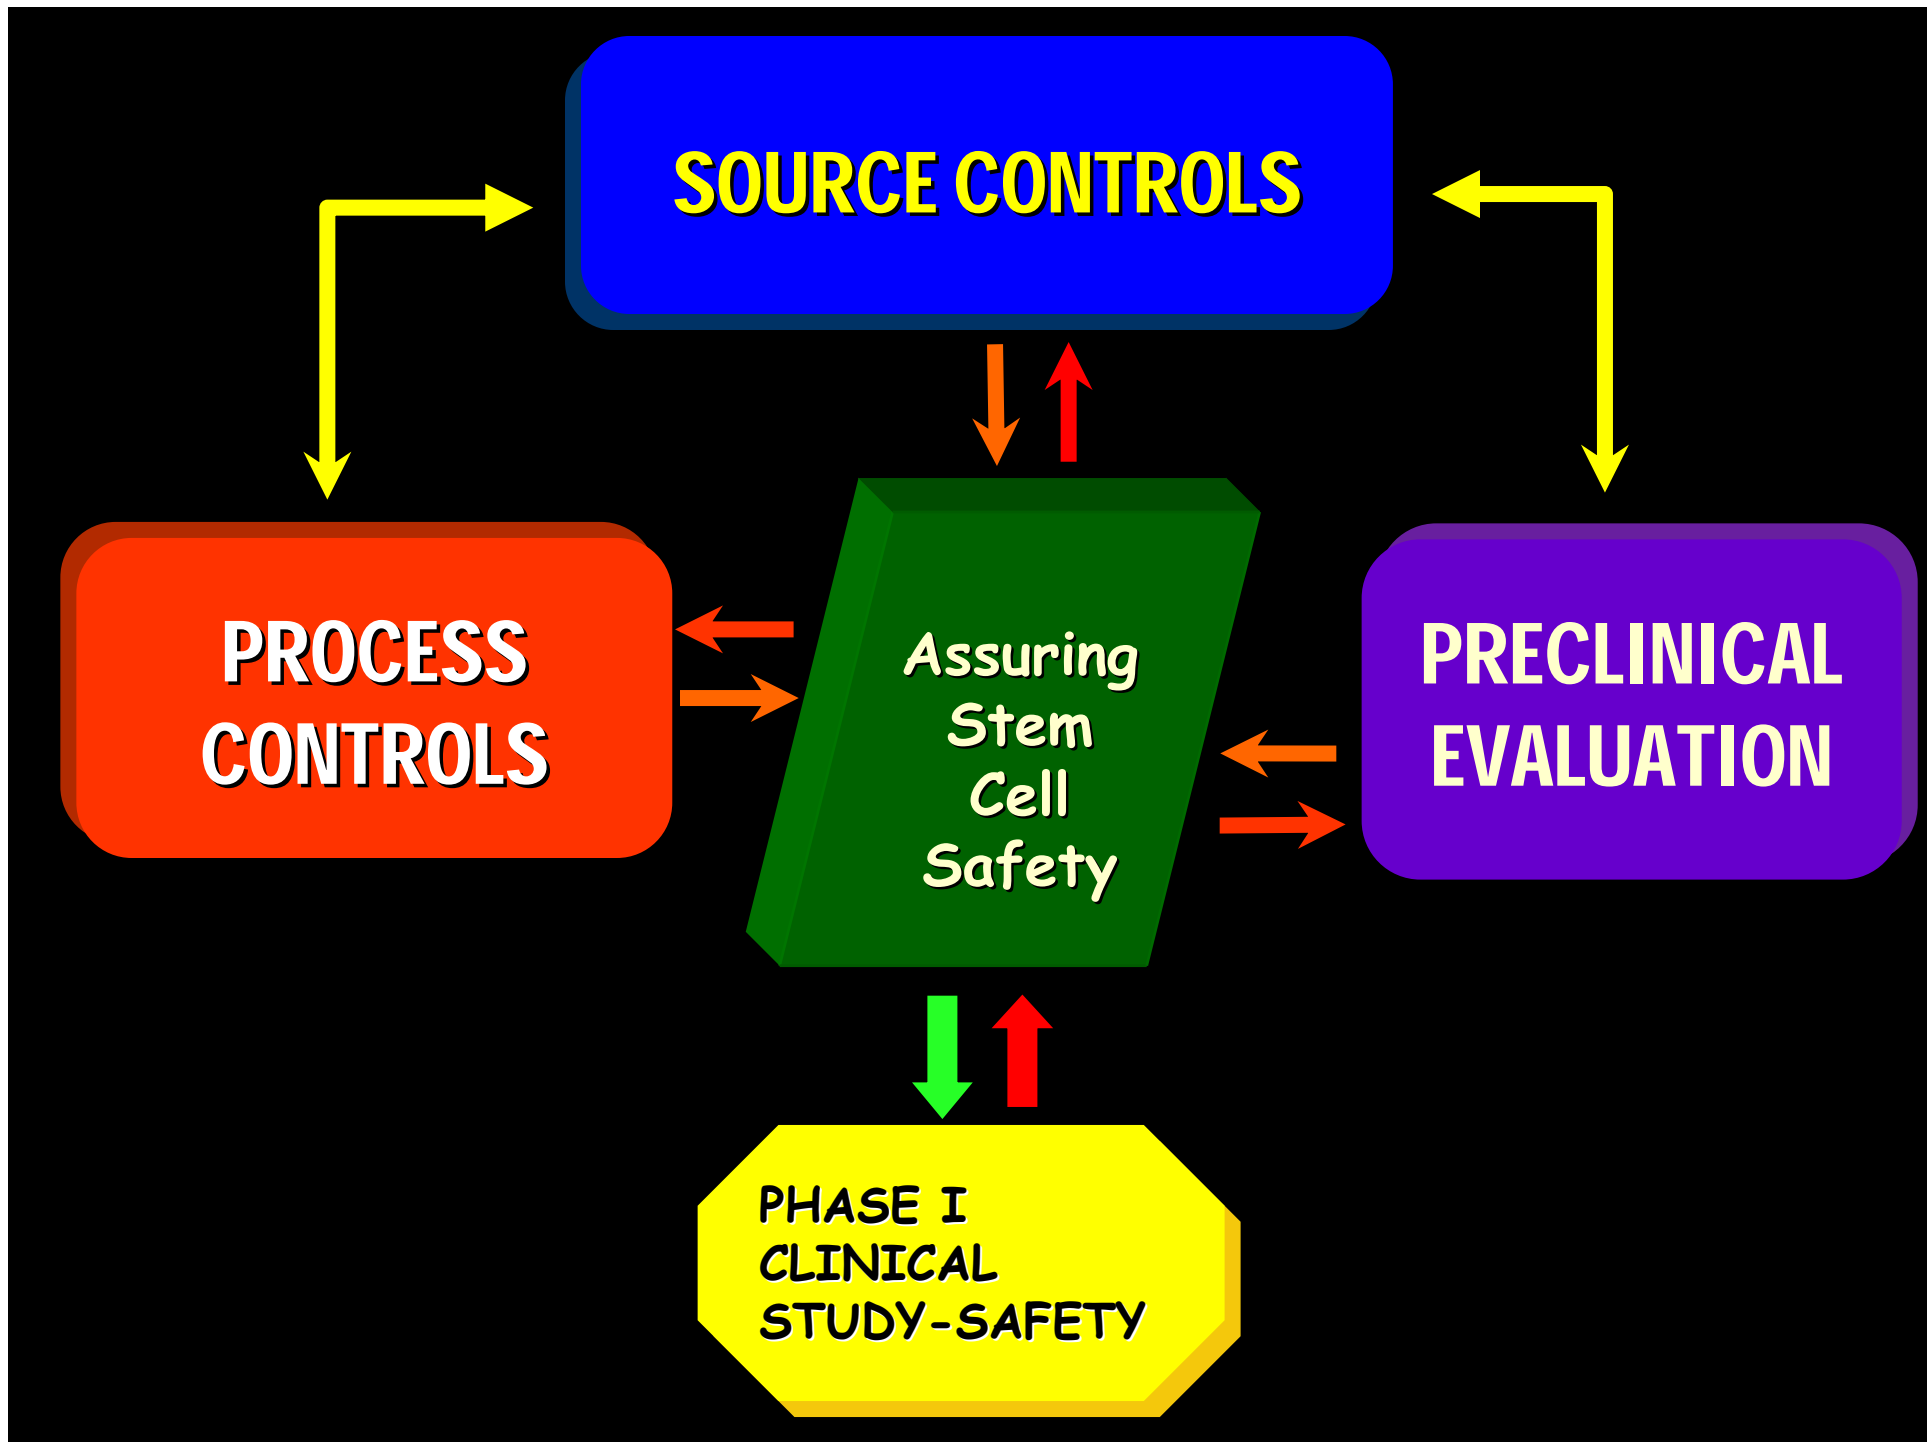 SOURCE CONTROLS
PROCESS
CONTROLS
Assuring
Stem
Cell
Safety
PRECLINICAL
EVALUATION
PHASE I
CLINICAL
STUDY-SAFETY